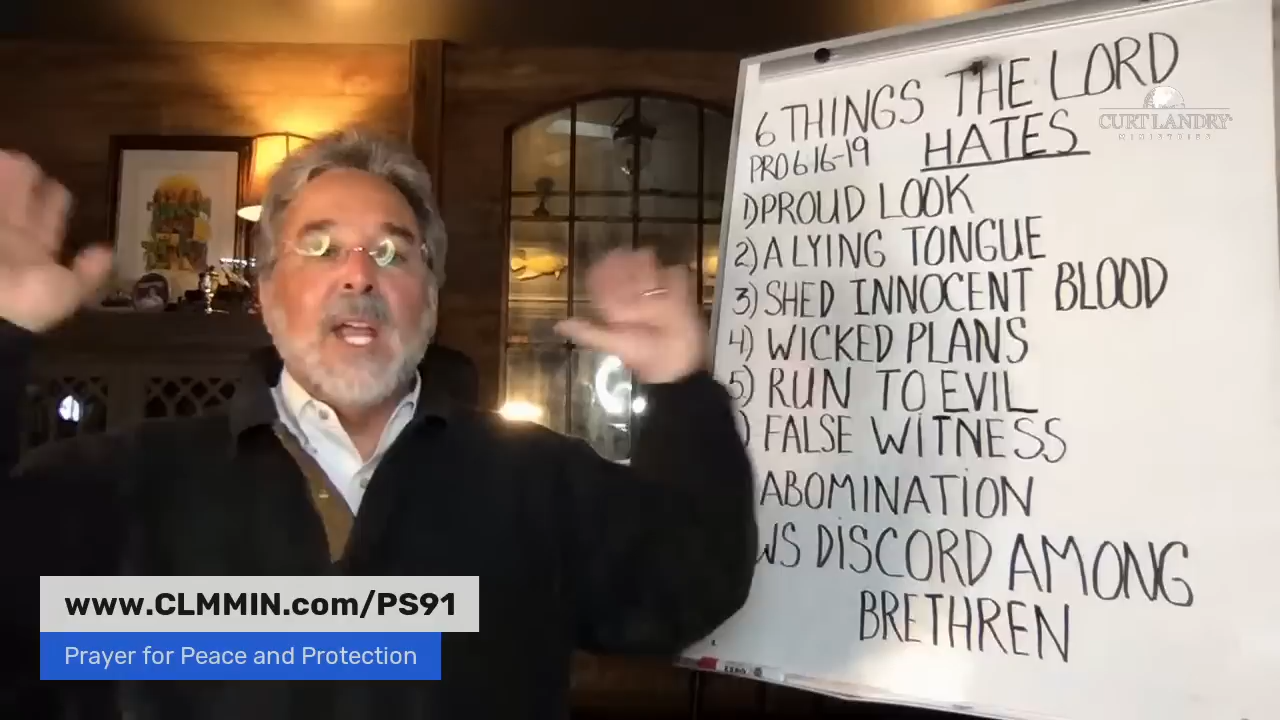 6 THINGS THE LORD
PRO 6 16-19 HATES
1) PROUD LOOK
2) A LYING TONGUE
3) SHED INNOCENT BLOOD
4) WICKED PLANS
5) RUN TO EVIL
) FALSE WITNESS
ABOMINATION
WS DISCORD AMONG
BRETHREN
CURT LANDRY
MINISTRIES
www.CLMMIN.com/PS91
Prayer for Peace and Protection